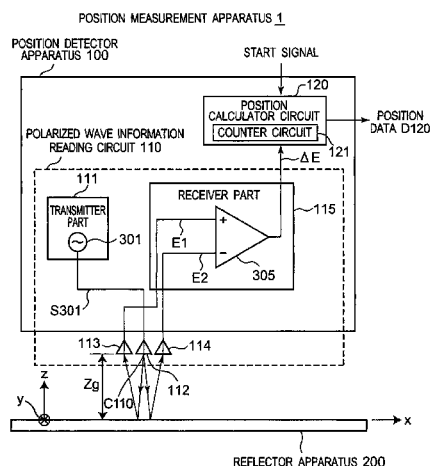 POSITION MEASUREMENT APPARATUS 1
POSITION DETECTOR
APPARATUS 100
START SIGNAL
120
POSITION
CALCULATOR CIRCUIT
COUNTER CIRCUIT
121
POSITION
DATA D120
POLARIZED WAVE INFORMATION
READING CIRCUIT 110
ΔE
111
TRANSMITTER
PART
301
RECEIVER PART
115
E1
+
E2
−
305
S301
113
114
Zg
C110
112
z
y
x
REFLECTOR APPARATUS 200